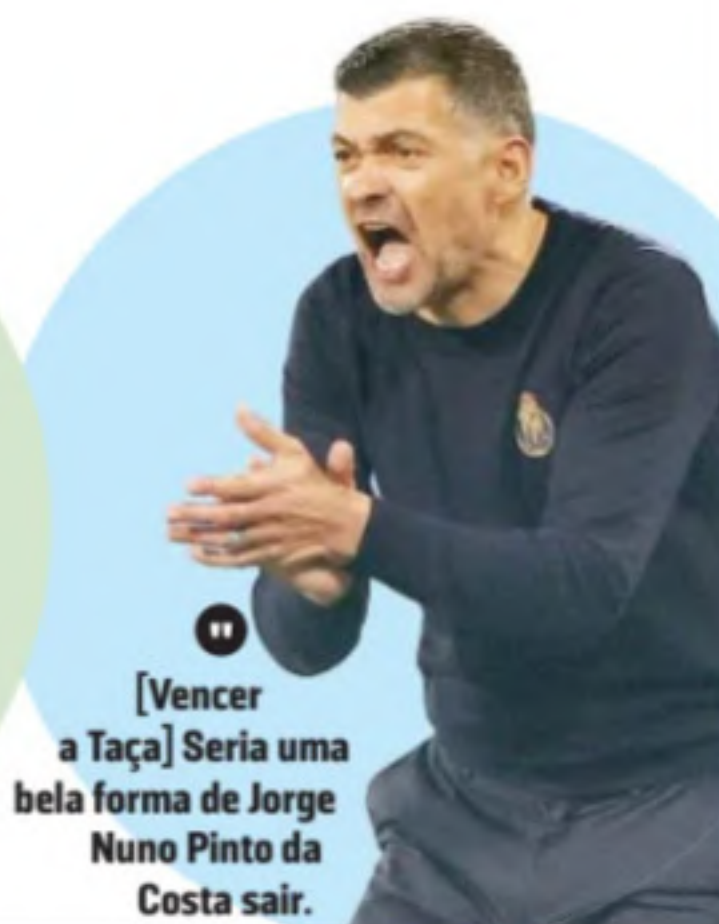 "
[Vencer
a Taça] Seria uma
bela forma de Jorge
Nuno Pinto da
Costa sair.